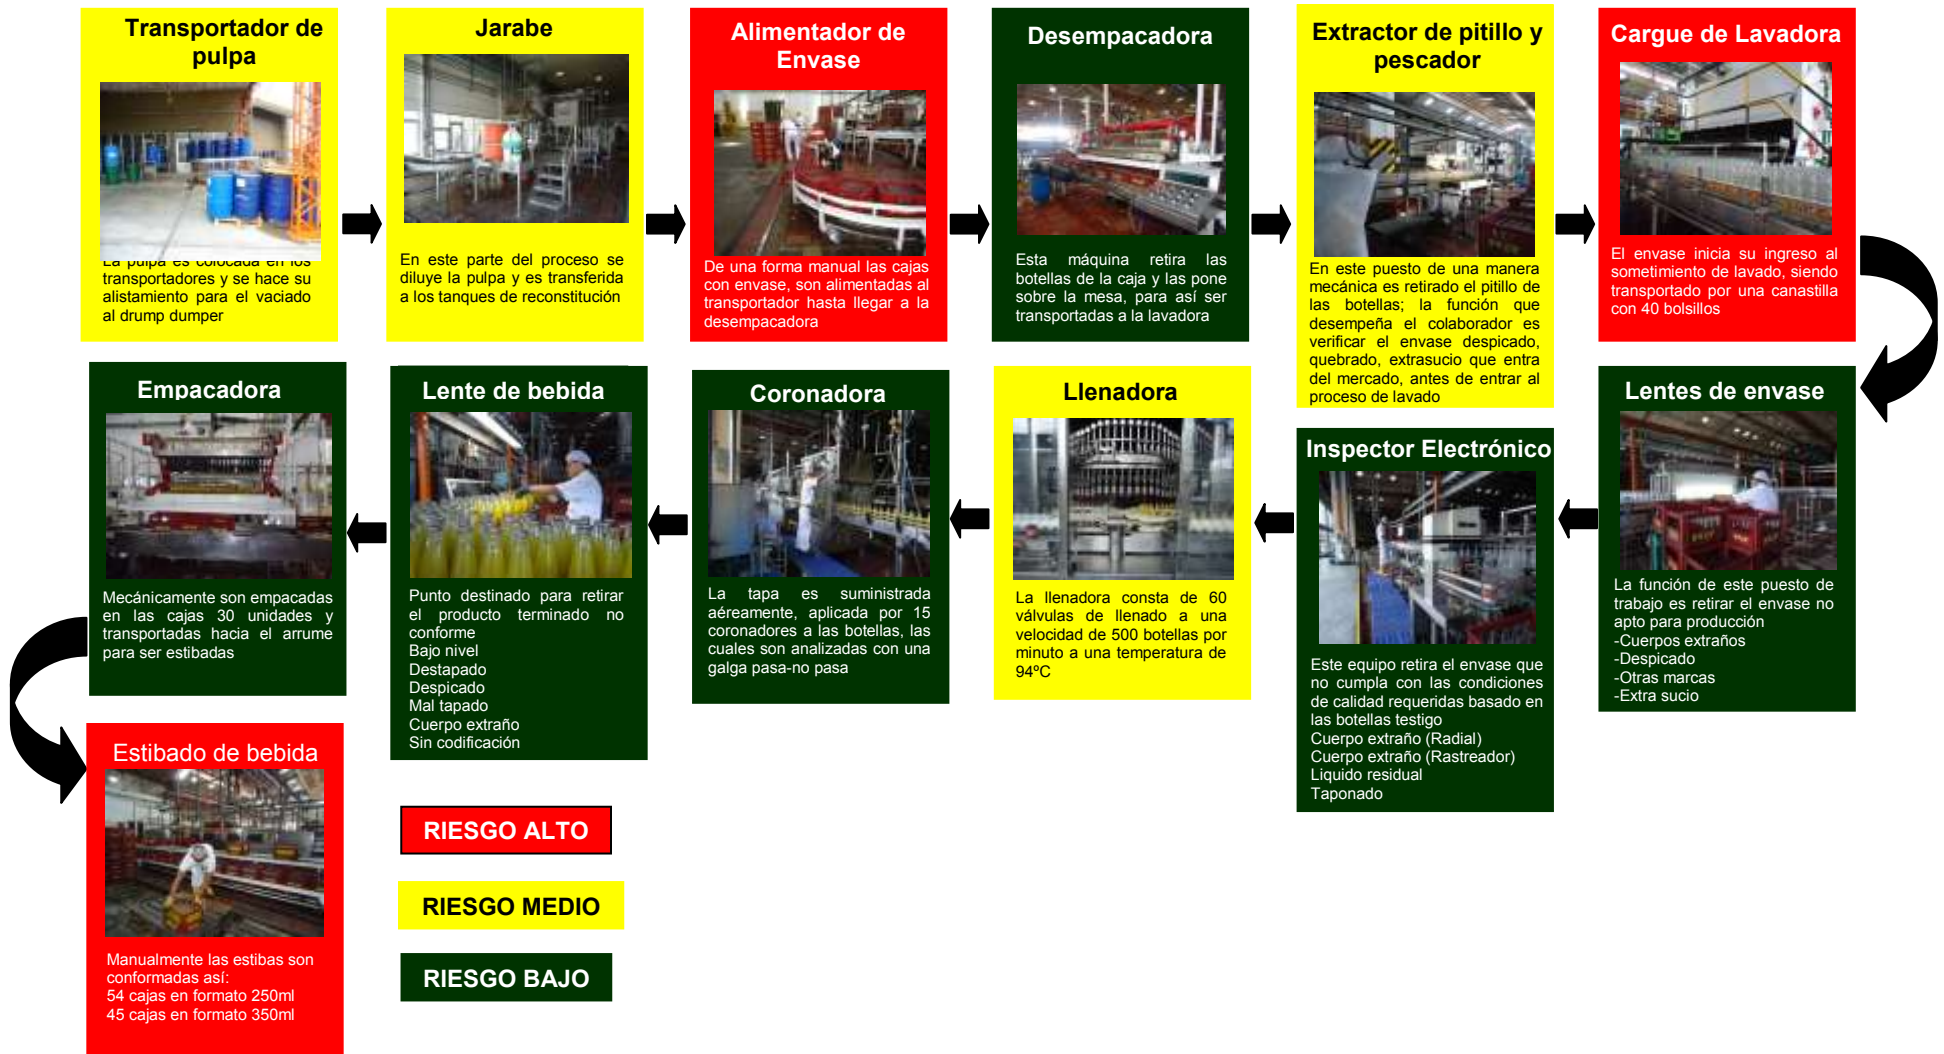 Transportador de
pulpa
La pulpa es colocada en los
transportadores y se hace su
alistamiento para el vaciado
al drump dumper
Jarabe
En este parte del proceso se
diluye la pulpa y es transferida
a los tanques de reconstitución
Alimentador de
Envase
De una forma manual las cajas
con envase, son alimentadas al
transportador hasta llegar a la
desempacadora
Desempacadora
Esta máquina retira las
botellas de la caja y las pone
sobre la mesa, para así ser
transportadas a la lavadora
Extractor de pitillo y
pescador
En este puesto de una manera
mecánica es retirado el pitillo de
las botellas; la función que
desempeña el colaborador es
verificar el envase despicado,
quebrado, extrasucio que entra
del mercado, antes de entrar al
proceso de lavado
Cargue de Lavadora
El envase inicia su ingreso al
sometimiento de lavado, siendo
transportado por una canastilla
con 40 bolsillos
Lentes de envase
La función de este puesto de
trabajo es retirar el envase no
apto para producción
-Cuerpos extraños
-Despicado
-Otras marcas
-Extra sucio
Inspector Electrónico
Este equipo retira el envase que
no cumpla con las condiciones
de calidad requeridas basado en
las botellas testigo
Cuerpo extraño (Radial)
Cuerpo extraño (Rastreador)
Liquido residual
Taponado
Llenadora
La llenadora consta de 60
válvulas de llenado a una
velocidad de 500 botellas por
minuto a una temperatura de
94ºC
Coronadora
La tapa es suministrada
aéreamente, aplicada por 15
coronadores a las botellas, las
cuales son analizadas con una
galga pasa-no pasa
Lente de bebida
Punto destinado para retirar
el producto terminado no
conforme
Bajo nivel
Destapado
Despicado
Mal tapado
Cuerpo extraño
Sin codificación
Empacadora
Mecánicamente son empacadas
en las cajas 30 unidades y
transportadas hacia el arrume
para ser estibadas
Estibado de bebida
Manualmente las estibas son
conformadas así:
54 cajas en formato 250ml
45 cajas en formato 350ml
RIESGO ALTO
RIESGO MEDIO
RIESGO BAJO